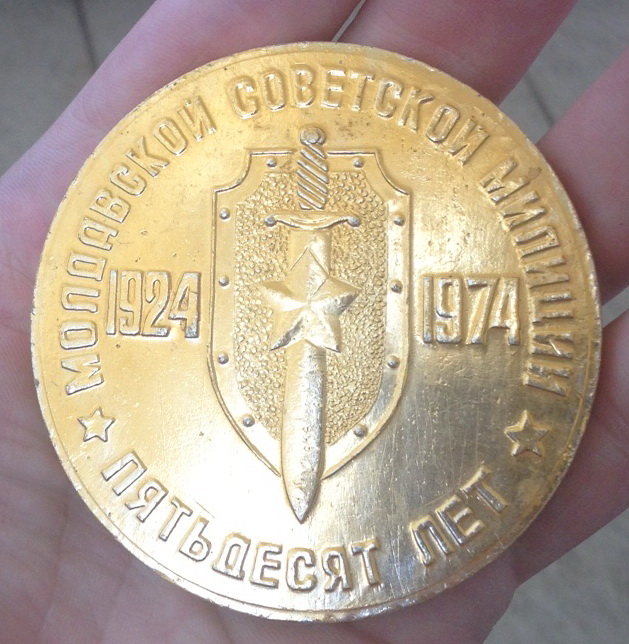 МОЛДАВСКОЙ СОВЕТСКОЙ МИЛИЦИИ
1924
1974
ПЯТЬДЕСЯТ ЛЕТ